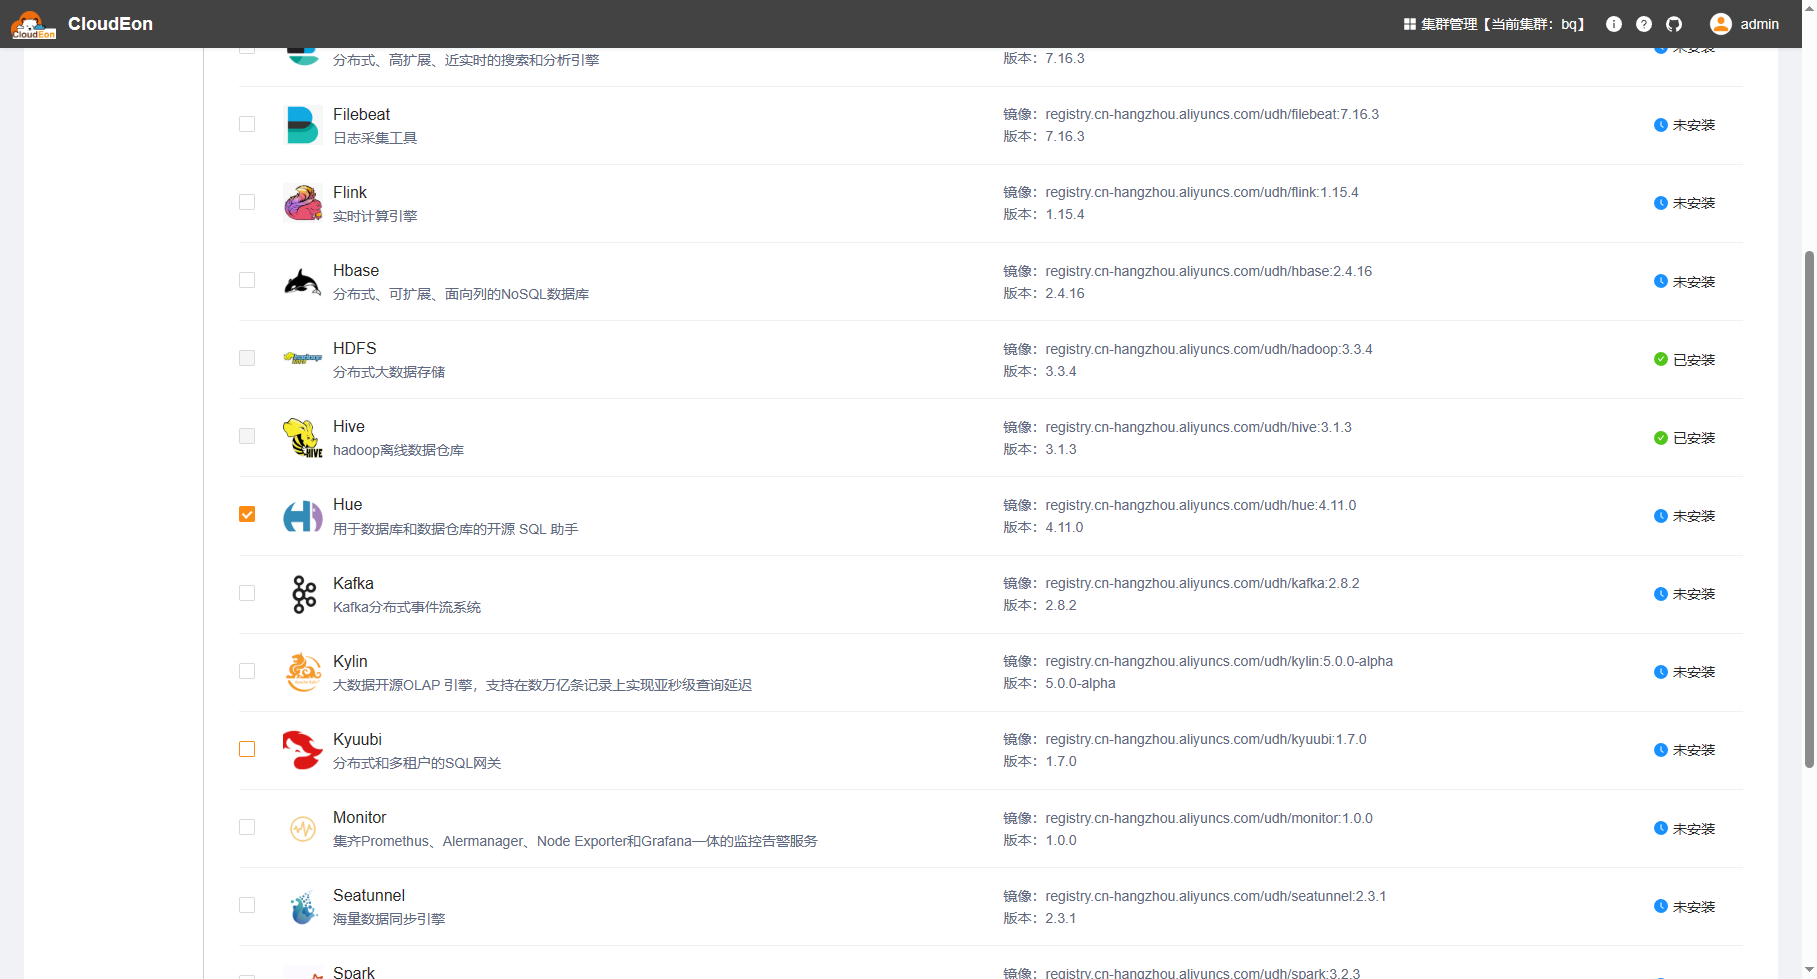 CloudEon
CloudEon
集群管理【当前集群：bq】
admin
分布式、高扩展、近实时的搜索和分析引擎
版本：7.16.3
未安装
Filebeat
日志采集工具
镜像：registry.cn-hangzhou.aliyuncs.com/udh/filebeat:7.16.3
版本：7.16.3
未安装
Flink
实时计算引擎
镜像：registry.cn-hangzhou.aliyuncs.com/udh/flink:1.15.4
版本：1.15.4
未安装
Hbase
分布式、可扩展、面向列的NoSQL数据库
镜像：registry.cn-hangzhou.aliyuncs.com/udh/hbase:2.4.16
版本：2.4.16
未安装
HDFS
分布式大数据存储
镜像：registry.cn-hangzhou.aliyuncs.com/udh/hadoop:3.3.4
版本：3.3.4
已安装
HIVE
Hive
hadoop离线数据仓库
镜像：registry.cn-hangzhou.aliyuncs.com/udh/hive:3.1.3
版本：3.1.3
已安装
Hue
用于数据库和数据仓库的开源 SQL 助手
镜像：registry.cn-hangzhou.aliyuncs.com/udh/hue:4.11.0
版本：4.11.0
未安装
Kafka
Kafka分布式事件流系统
镜像：registry.cn-hangzhou.aliyuncs.com/udh/kafka:2.8.2
版本：2.8.2
未安装
Kylin
大数据开源OLAP 引擎，支持在数万亿条记录上实现亚秒级查询延迟
镜像：registry.cn-hangzhou.aliyuncs.com/udh/kylin:5.0.0-alpha
版本：5.0.0-alpha
未安装
Kyuubi
分布式和多租户的SQL网关
镜像：registry.cn-hangzhou.aliyuncs.com/udh/kyuubi:1.7.0
版本：1.7.0
未安装
Monitor
集齐Promethus、Alermanager、Node Exporter和Grafana一体的监控告警服务
镜像：registry.cn-hangzhou.aliyuncs.com/udh/monitor:1.0.0
版本：1.0.0
未安装
Seatunnel
海量数据同步引擎
镜像：registry.cn-hangzhou.aliyuncs.com/udh/seatunnel:2.3.1
版本：2.3.1
未安装
Spark
镜像：registry.cn-hangzhou.aliyuncs.com/udh/spark:3.2.3